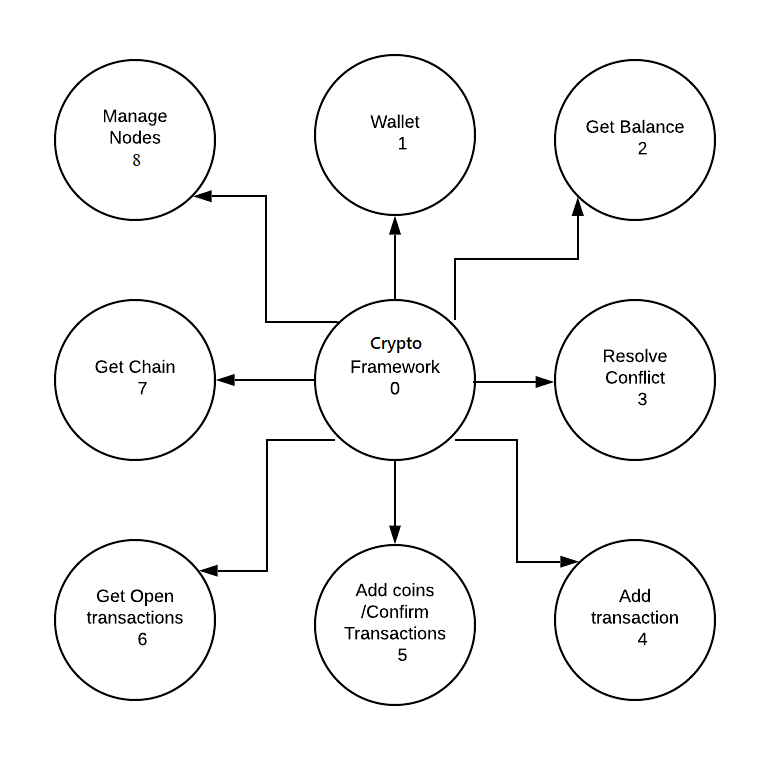 Manage
Nodes
8
Wallet
1
Get Balance
2
Get Chain
7
Crypto
Framework
0
Resolve
Conflict
3
Get Open
transactions
6
Add coins
/Confirm
Transactions
5
Add
transaction
4